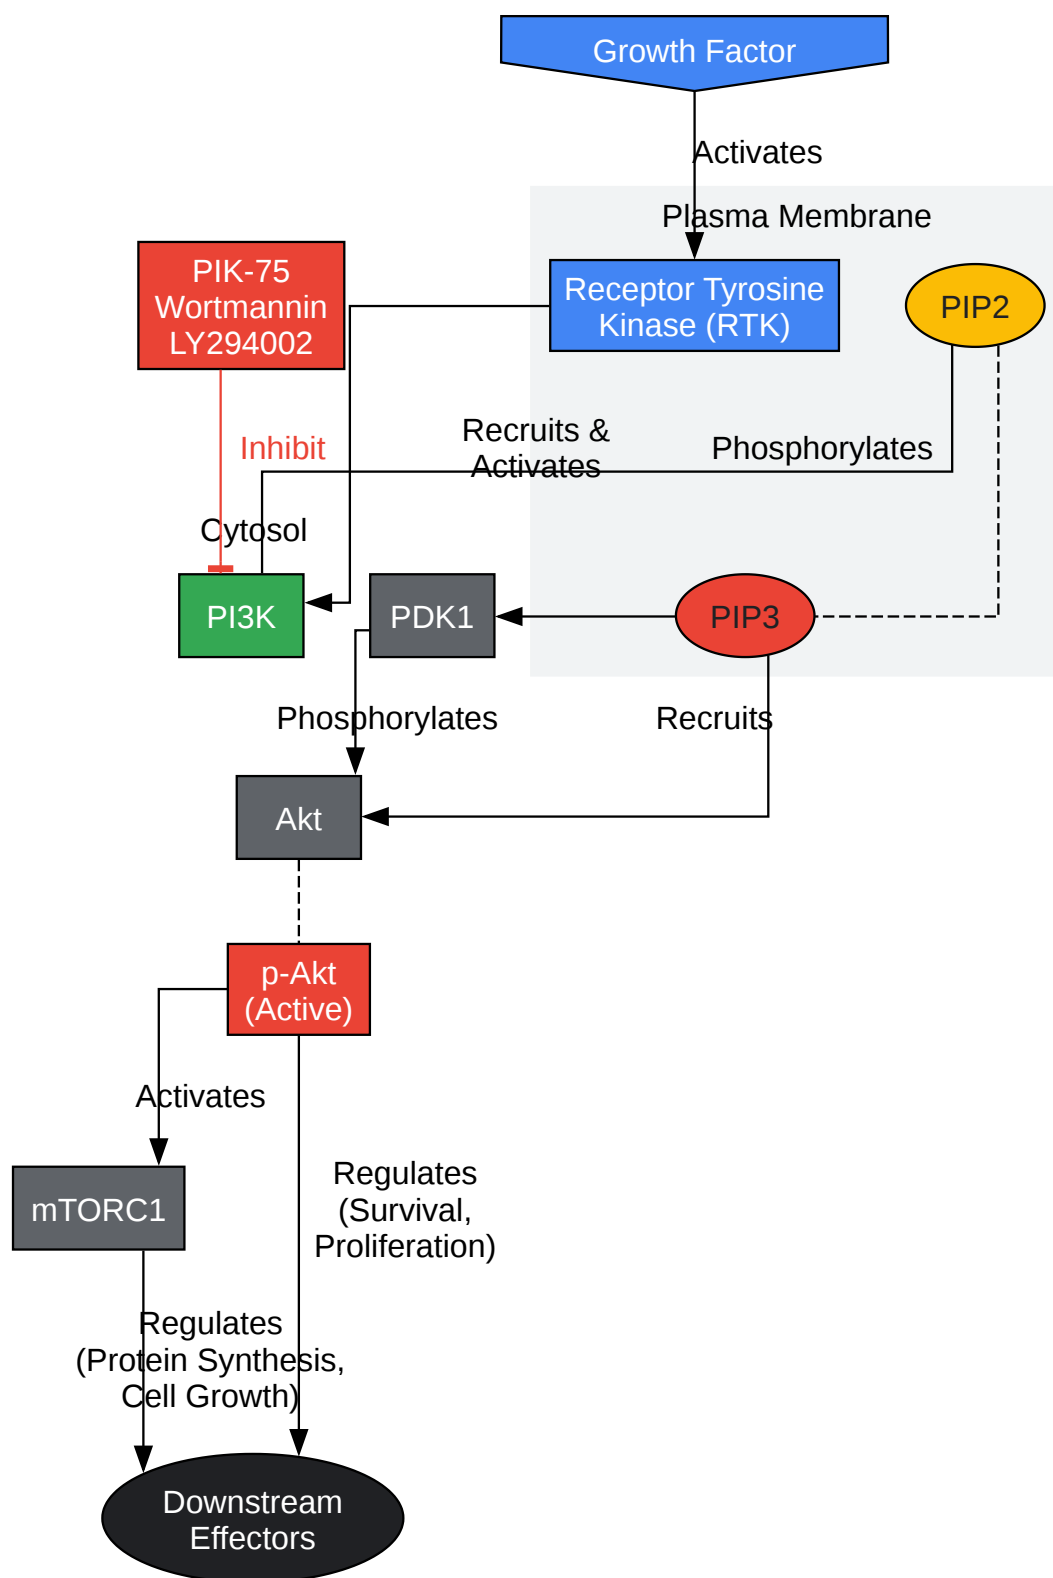 Growth Factor
Activates
Plasma Membrane
PIK-75
Wortmannin
LY294002
Receptor Tyrosine
Kinase (RTK)
PIP2
Inhibit
Recruits &
Activates
Phosphorylates
Cytosol
PI3K
PDK1
PIP3
Phosphorylates
Recruits
Akt
p-Akt
(Active)
Activates
mTORC1
Regulates
(Survival,
Proliferation)
Regulates
(Protein Synthesis,
Cell Growth)
Downstream
Effectors